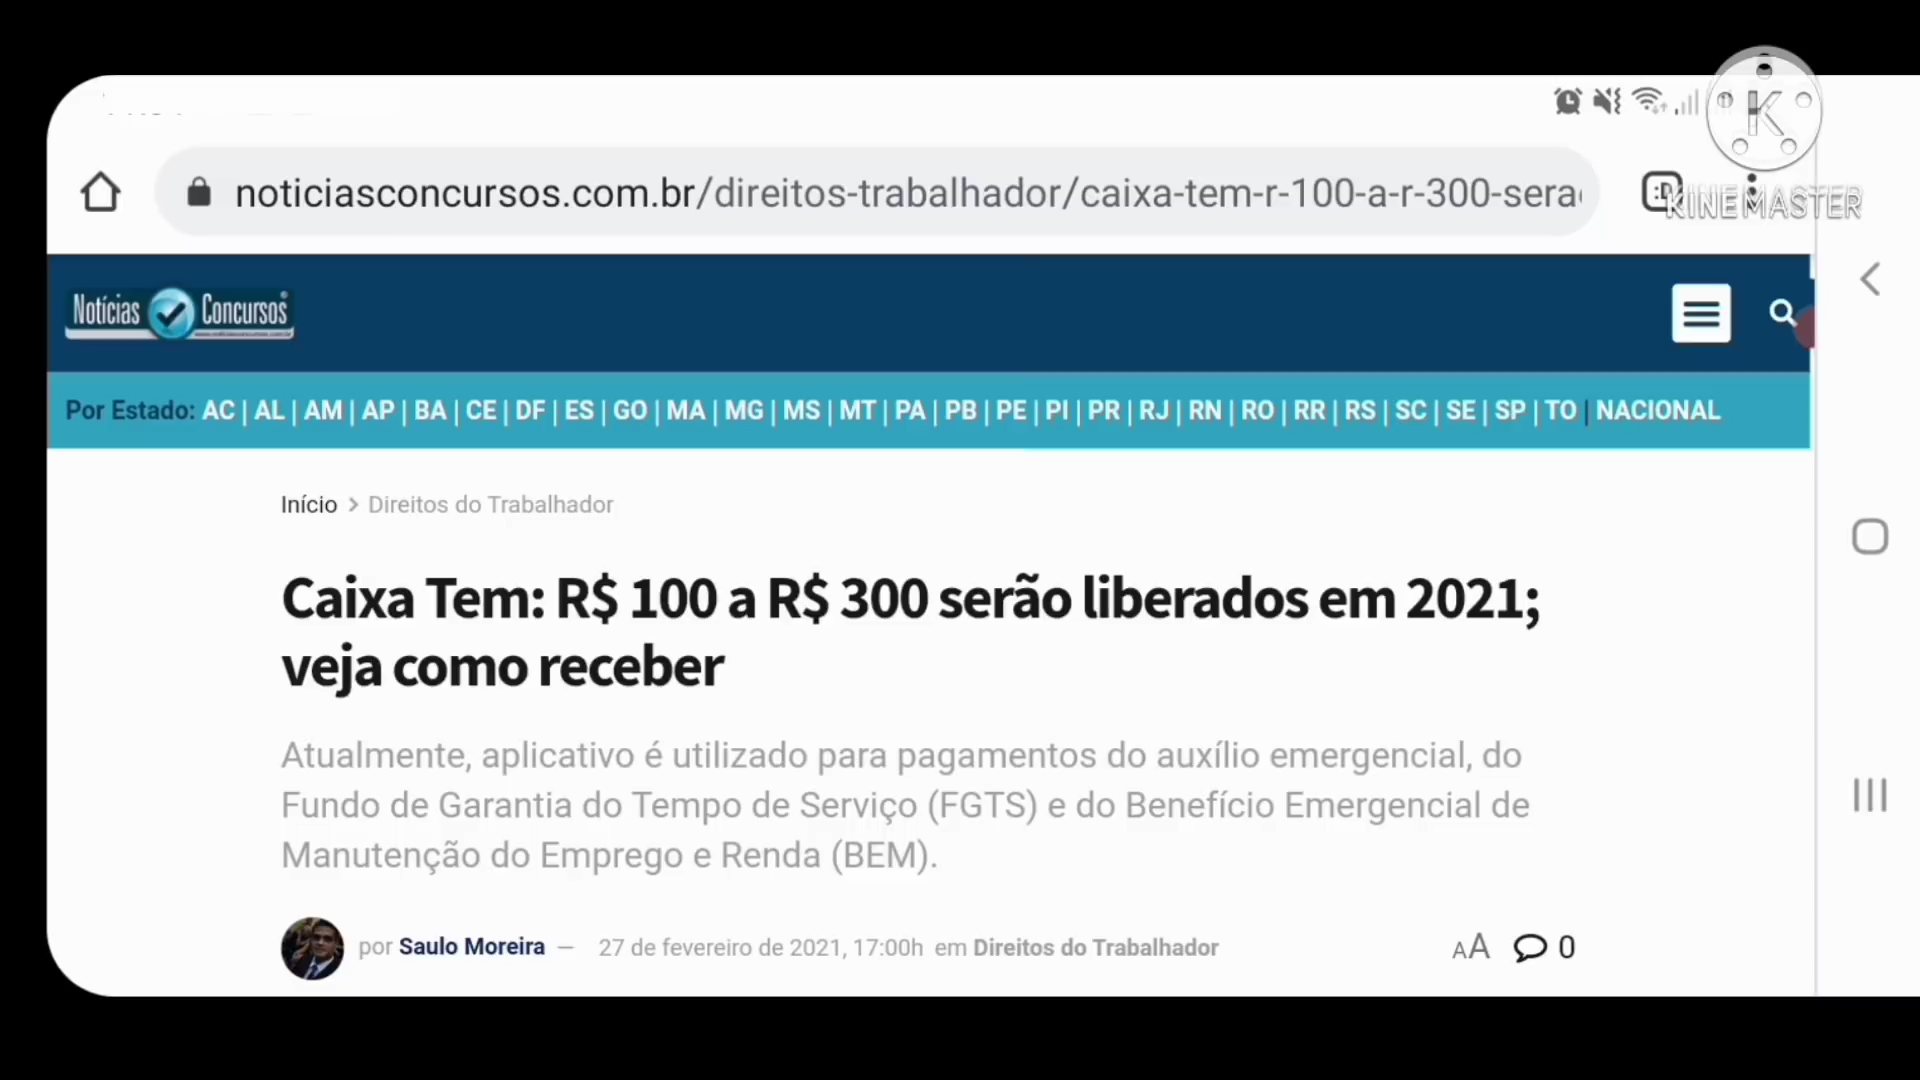 K
KINEMASTER
noticiasconcursos.com.br/direitos-trabalhador/caixa-tem-r-100-a-r-300-sera
:D
Notícias Concursos
Por Estado: AC | AL | AM | AP | BA | CE | DF | ES | GO | MA | MG | MS | MT | PA | PB | PE | PI | PR | RJ | RN | RO | RR | RS | SC | SE | SP | TO | NACIONAL
Início > Direitos do Trabalhador
Caixa Tem: R$ 100 a R$ 300 serão liberados em 2021;
veja como receber
Atualmente, aplicativo é utilizado para pagamentos do auxílio emergencial, do
Fundo de Garantia do Tempo de Serviço (FGTS) e do Benefício Emergencial de
Manutenção do Emprego e Renda (BEM).
por Saulo Moreira — 27 de fevereiro de 2021, 17:00h em Direitos do Trabalhador
AA 0